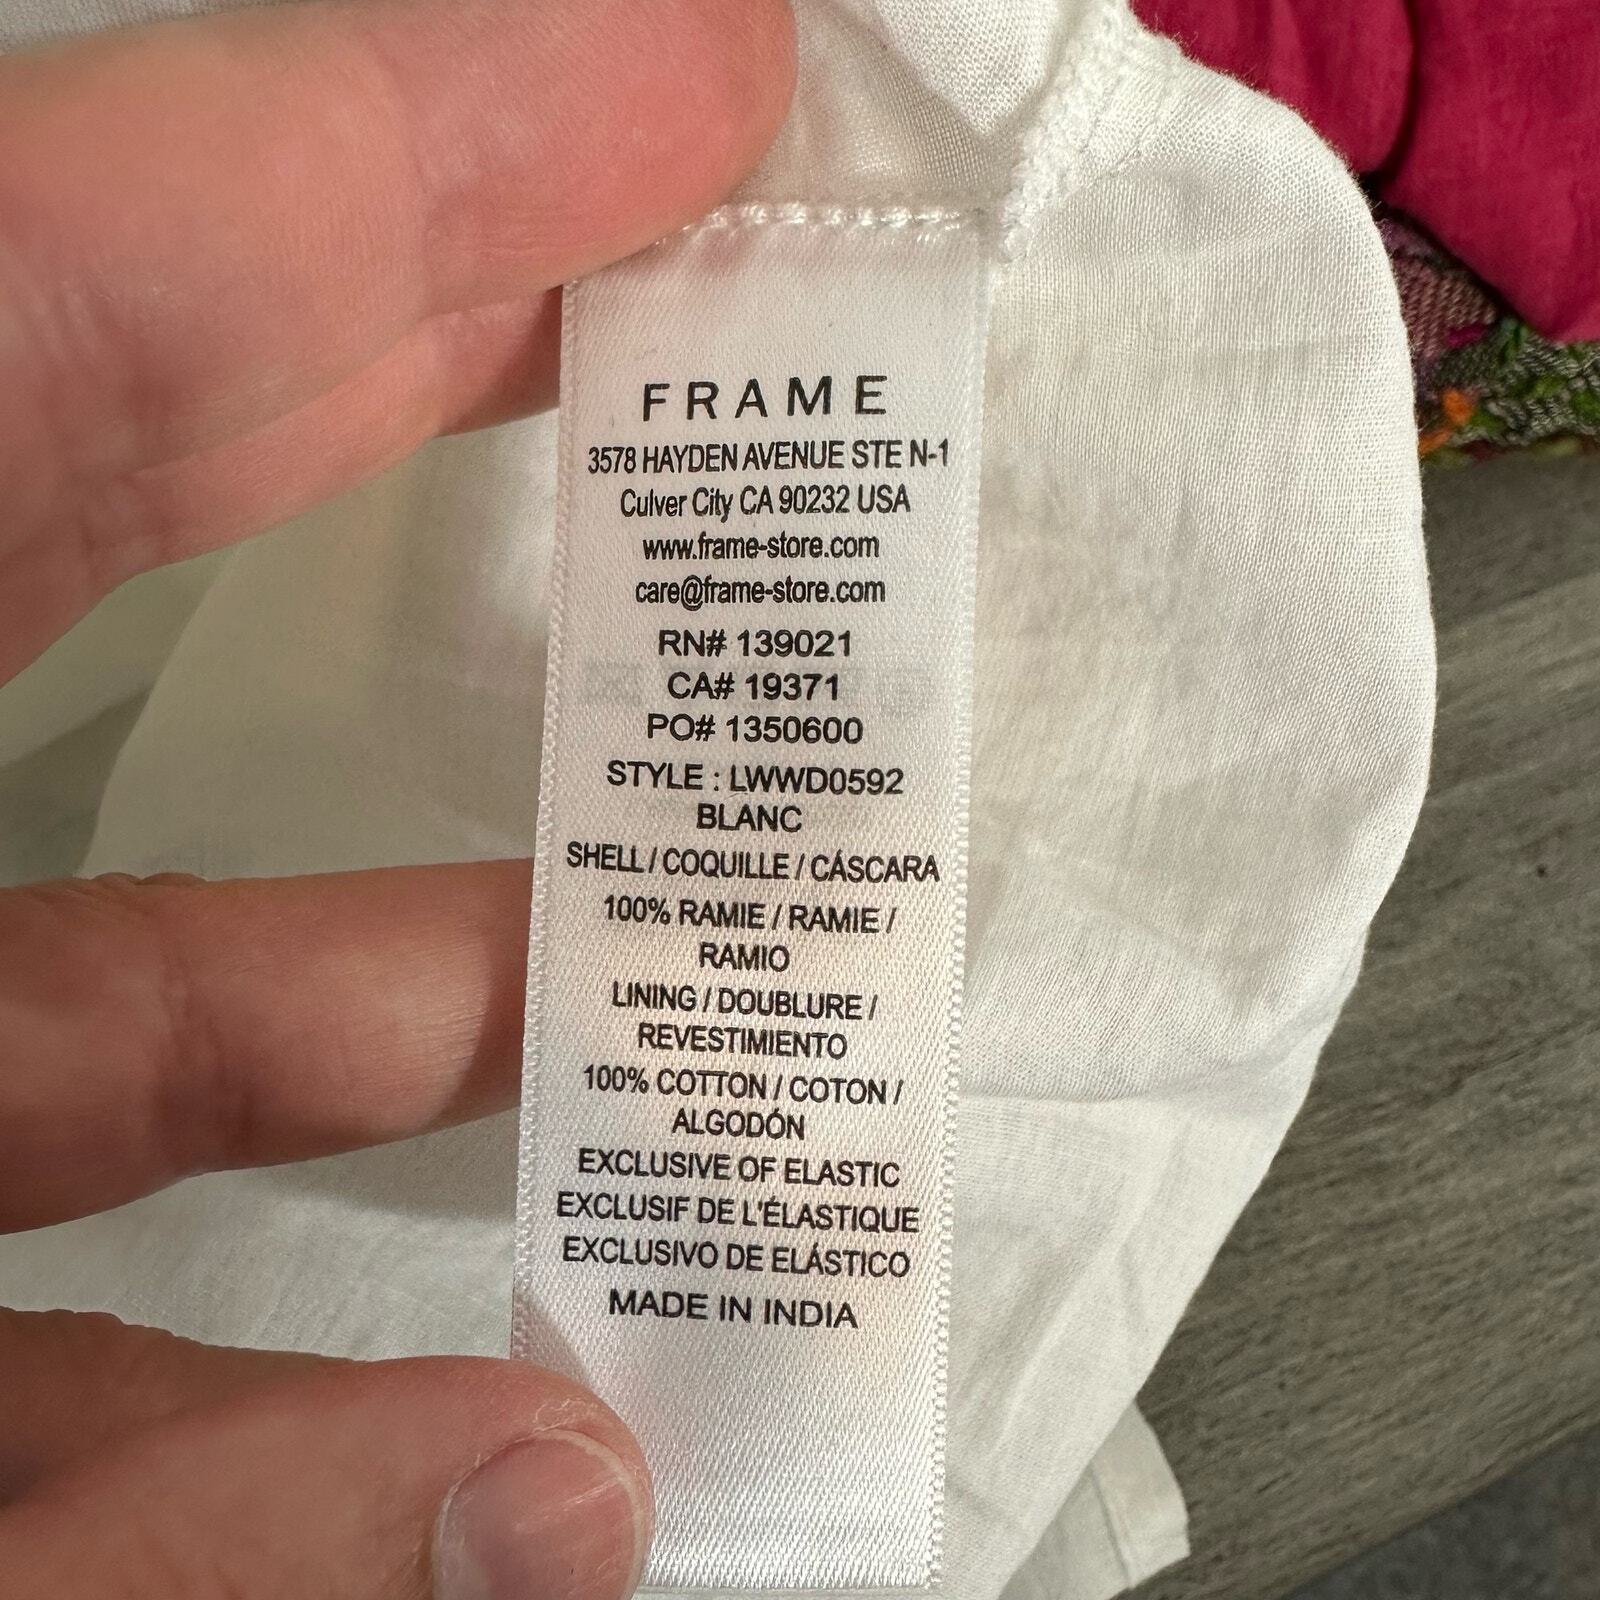 FRAME
3578 HAYDEN AVENUE STE N-1
Culver City CA 90232 USA
www.frame-store.com
care@frame-store.com
RN# 139021
CA# 19371
PO# 1350600
STYLE : LWWD0592
BLANC
SHELL / COQUILLE / CÁSCARA
100% RAMIE / RAMIE /
RAMIO
LINING / DOUBLURE /
REVESTIMIENTO
100% COTTON / COTON /
ALGODÓN
EXCLUSIVE OF ELASTIC
EXCLUSIF DE L'ÉLASTIQUE
EXCLUSIVO DE ELÁSTICO
MADE IN INDIA